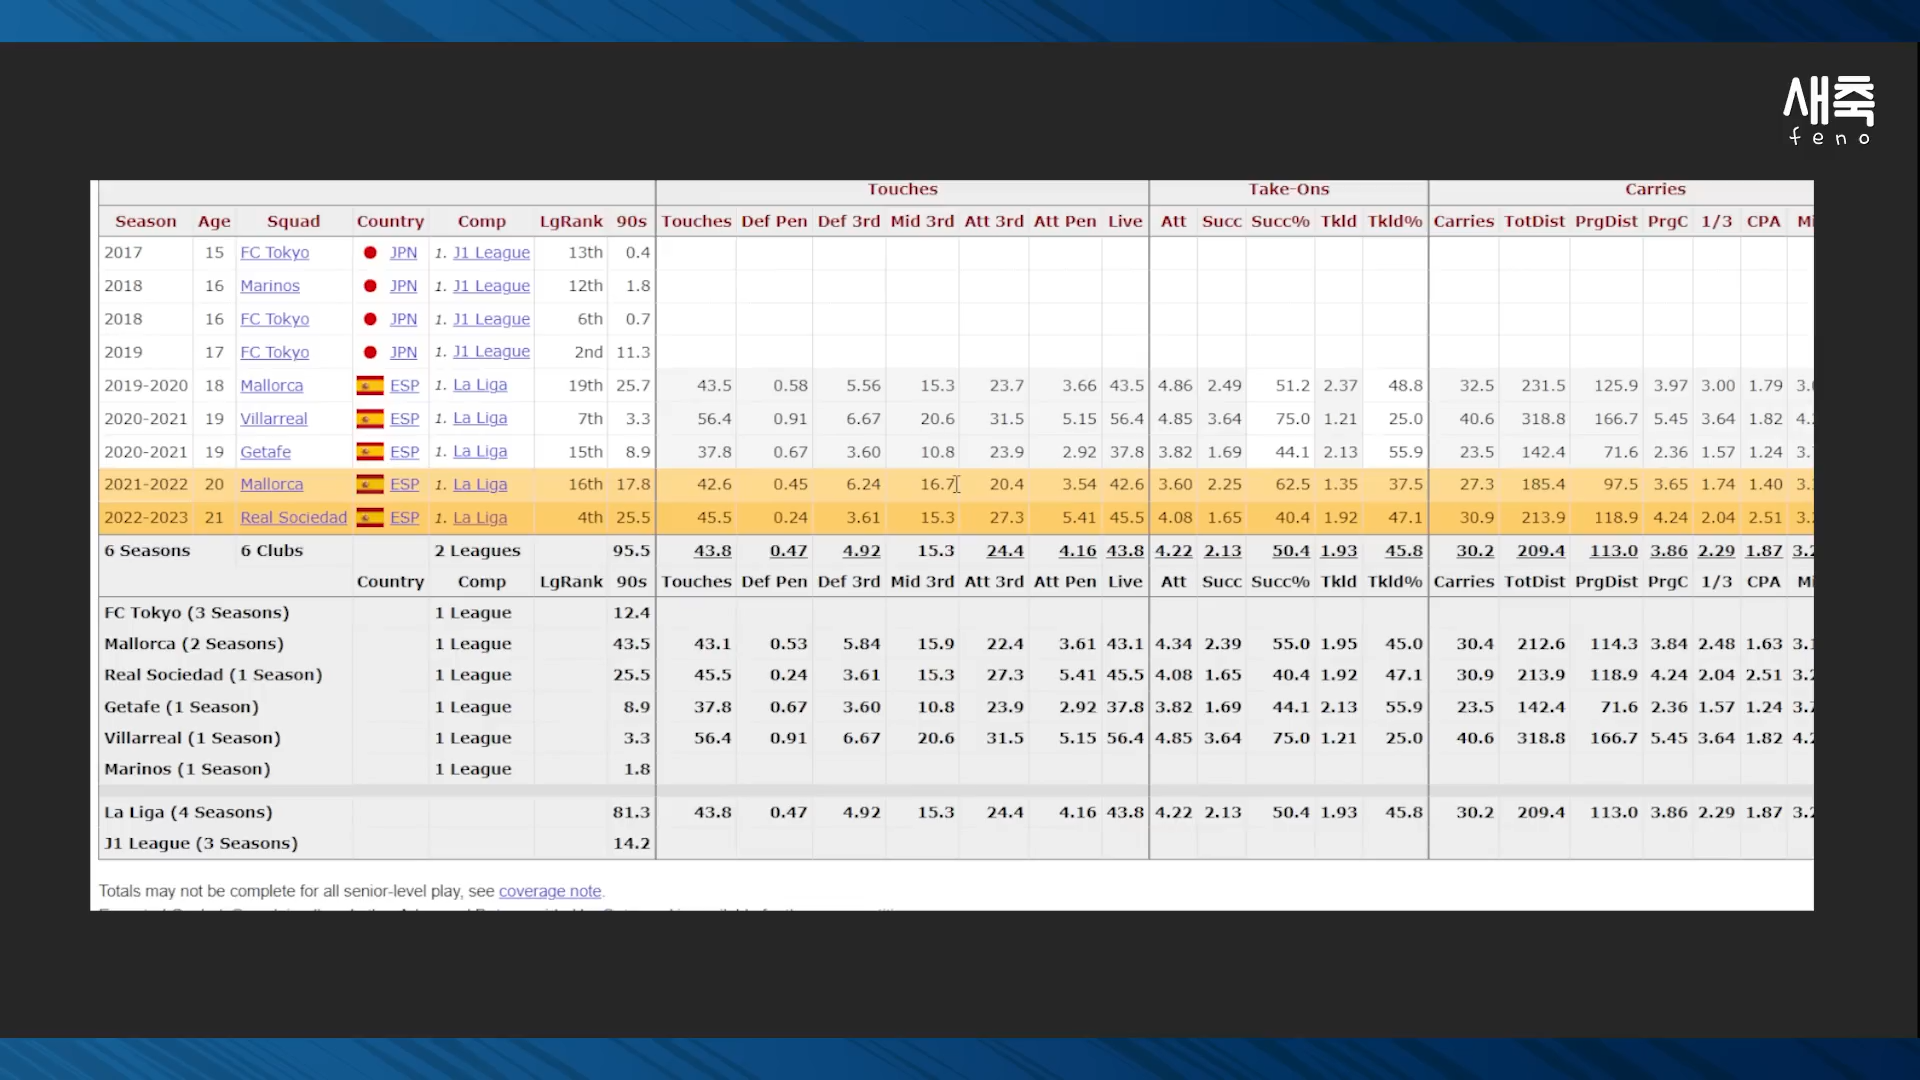 새축
feno
Touches Take-Ons Carries
Season Age Squad Country Comp LgRank 90s Touches Def Pen Def 3rd Mid 3rd Att 3rd Att Pen Live Att Succ Succ% Tkld Tkld% Carries TotDist PrgDist PrgC 1/3 CPA Mi
2017 15 FC Tokyo JPN 1. J1 League 13th 0.4
2018 16 Marinos JPN 1. J1 League 12th 1.8
2018 16 FC Tokyo JPN 1. J1 League 6th 0.7
2019 17 FC Tokyo JPN 1. J1 League 2nd 11.3
2019-2020 18 Mallorca ESP 1. La Liga 19th 25.7 43.5 0.58 5.56 15.3 23.7 3.66 43.5 4.86 2.49 51.2 2.37 48.8 32.5 231.5 125.9 3.97 3.00 1.79 3.
2020-2021 19 Villarreal ESP 1. La Liga 7th 3.3 56.4 0.91 6.67 20.6 31.5 5.15 56.4 4.85 3.64 75.0 1.21 25.0 40.6 318.8 166.7 5.45 3.64 1.82 4.
2020-2021 19 Getafe ESP 1. La Liga 15th 8.9 37.8 0.67 3.60 10.8 23.9 2.92 37.8 3.82 1.69 44.1 2.13 55.9 23.5 142.4 71.6 2.36 1.57 1.24 3.
2021-2022 20 Mallorca ESP 1. La Liga 16th 17.8 42.6 0.45 6.24 16.7 20.4 3.54 42.6 3.60 2.25 62.5 1.35 37.5 27.3 185.4 97.5 3.65 1.74 1.40 3.
2022-2023 21 Real Sociedad ESP 1. La Liga 4th 25.5 45.5 0.24 3.61 15.3 27.3 5.41 45.5 4.08 1.65 40.4 1.92 47.1 30.9 213.9 118.9 4.24 2.04 2.51 3.
6 Seasons 6 Clubs 2 Leagues 95.5 43.8 0.47 4.92 15.3 24.4 4.16 43.8 4.22 2.13 50.4 1.93 45.8 30.2 209.4 113.0 3.86 2.29 1.87 3.2
Country Comp LgRank 90s Touches Def Pen Def 3rd Mid 3rd Att 3rd Att Pen Live Att Succ Succ% Tkld Tkld% Carries TotDist PrgDist PrgC 1/3 CPA Mi
FC Tokyo (3 Seasons) 1 League 12.4
Mallorca (2 Seasons) 1 League 43.5 43.1 0.53 5.84 15.9 22.4 3.61 43.1 4.34 2.39 55.0 1.95 45.0 30.4 212.6 114.3 3.84 2.48 1.63 3.1
Real Sociedad (1 Season) 1 League 25.5 45.5 0.24 3.61 15.3 27.3 5.41 45.5 4.08 1.65 40.4 1.92 47.1 30.9 213.9 118.9 4.24 2.04 2.51 3.2
Getafe (1 Season) 1 League 8.9 37.8 0.67 3.60 10.8 23.9 2.92 37.8 3.82 1.69 44.1 2.13 55.9 23.5 142.4 71.6 2.36 1.57 1.24 3.7
Villarreal (1 Season) 1 League 3.3 56.4 0.91 6.67 20.6 31.5 5.15 56.4 4.85 3.64 75.0 1.21 25.0 40.6 318.8 166.7 5.45 3.64 1.82 4.2
Marinos (1 Season) 1 League 1.8
La Liga (4 Seasons) 81.3 43.8 0.47 4.92 15.3 24.4 4.16 43.8 4.22 2.13 50.4 1.93 45.8 30.2 209.4 113.0 3.86 2.29 1.87 3.2
J1 League (3 Seasons) 14.2
Totals may not be complete for all senior-level play, see coverage note.